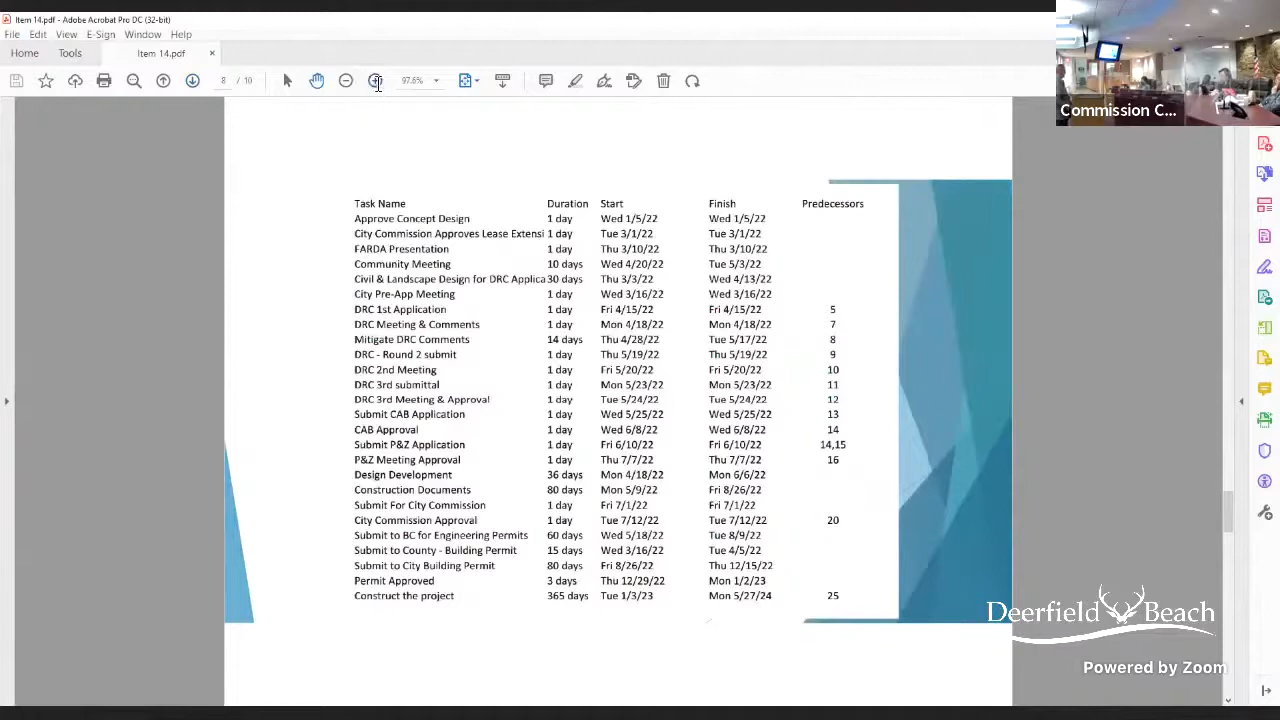 Item 14.pdf - Adobe Acrobat Pro DC (32-bit)
File Edit View E-Sign Window Help
Home Tools Item 14.pdf ×
8 / 10 97.6%
Commission C...
Task Name Duration Start Finish Predecessors
Approve Concept Design 1 day Wed 1/5/22 Wed 1/5/22
City Commission Approves Lease Extensi 1 day Tue 3/1/22 Tue 3/1/22
FARDA Presentation 1 day Thu 3/10/22 Thu 3/10/22
Community Meeting 10 days Wed 4/20/22 Tue 5/3/22
Civil & Landscape Design for DRC Applica 30 days Thu 3/3/22 Wed 4/13/22
City Pre-App Meeting 1 day Wed 3/16/22 Wed 3/16/22
DRC 1st Application 1 day Fri 4/15/22 Fri 4/15/22 5
DRC Meeting & Comments 1 day Mon 4/18/22 Mon 4/18/22 7
Mitigate DRC Comments 14 days Thu 4/28/22 Tue 5/17/22 8
DRC - Round 2 submit 1 day Thu 5/19/22 Thu 5/19/22 9
DRC 2nd Meeting 1 day Fri 5/20/22 Fri 5/20/22 10
DRC 3rd submittal 1 day Mon 5/23/22 Mon 5/23/22 11
DRC 3rd Meeting & Approval 1 day Tue 5/24/22 Tue 5/24/22 12
Submit CAB Application 1 day Wed 5/25/22 Wed 5/25/22 13
CAB Approval 1 day Wed 6/8/22 Wed 6/8/22 14
Submit P&Z Application 1 day Fri 6/10/22 Fri 6/10/22 14,15
P&Z Meeting Approval 1 day Thu 7/7/22 Thu 7/7/22 16
Design Development 36 days Mon 4/18/22 Mon 6/6/22
Construction Documents 80 days Mon 5/9/22 Fri 8/26/22
Submit For City Commission 1 day Fri 7/1/22 Fri 7/1/22
City Commission Approval 1 day Tue 7/12/22 Tue 7/12/22 20
Submit to BC for Engineering Permits 60 days Wed 5/18/22 Tue 8/9/22
Submit to County - Building Permit 15 days Wed 3/16/22 Tue 4/5/22
Submit to City Building Permit 80 days Fri 8/26/22 Thu 12/15/22
Permit Approved 3 days Thu 12/29/22 Mon 1/2/23
Construct the project 365 days Tue 1/3/23 Mon 5/27/24 25
Deerfield Beach
Powered by Zoom